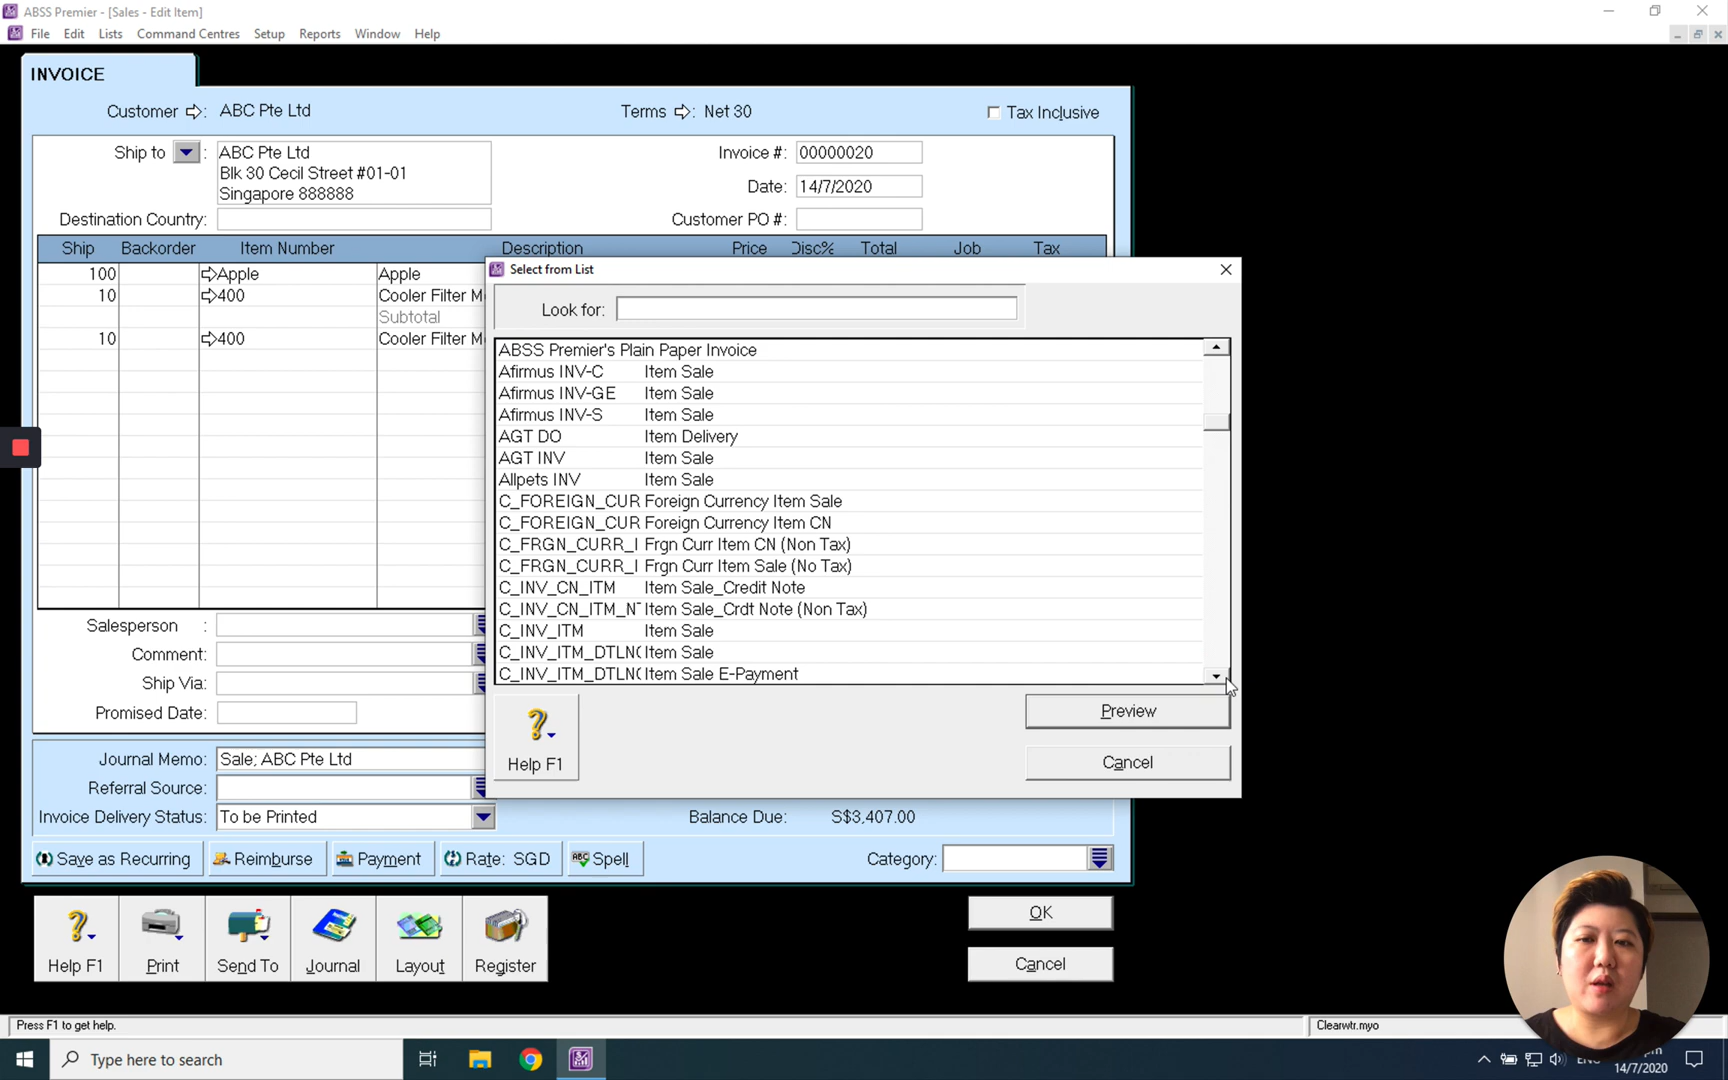 ABSS Premier - [Sales - Edit Item]
File Edit Lists Command Centres Setup Reports Window Help
INVOICE
Customer : ABC Pte Ltd
Terms : Net 30
Tax Inclusive
Ship to : ABC Pte Ltd
Blk 30 Cecil Street #01-01
Singapore 888888
Invoice #: 00000020
Date: 14/7/2020
Destination Country:
Customer PO #:
Ship Backorder Item Number Description Price Disc% Total Job Tax
100 Apple Apple
10 400 Cooler Filter
Subtotal
10 400 Cooler Filter
Select from List
Look for:
ABSS Premier's Plain Paper Invoice
Afirmus INV-C Item Sale
Afirmus INV-GE Item Sale
Afirmus INV-S Item Sale
AGT DO Item Delivery
AGT INV Item Sale
Allpets INV Item Sale
C_FOREIGN_CUR Foreign Currency Item Sale
C_FOREIGN_CUR Foreign Currency Item CN
C_FRGN_CURR_I Frgn Curr Item CN (Non Tax)
C_FRGN_CURR_I Frgn Curr Item Sale (No Tax)
C_INV_CN_ITM Item Sale_Credit Note
C_INV_CN_ITM_NT Item Sale_Crdt Note (Non Tax)
C_INV_ITM Item Sale
C_INV_ITM_DTLNC Item Sale
C_INV_ITM_DTLNC Item Sale E-Payment
Help F1
Preview
Cancel
Salesperson :
Comment:
Ship Via:
Promised Date:
Journal Memo: Sale; ABC Pte Ltd
Referral Source:
Invoice Delivery Status: To be Printed
Balance Due: S$3,407.00
Save as Recurring Reimburse Payment Rate: SGD ABC Spell
Category:
Help F1 Print Send To Journal Layout Register
OK
Cancel
Press F1 to get help.
Clearwtr.myo
Type here to search
14/7/2020